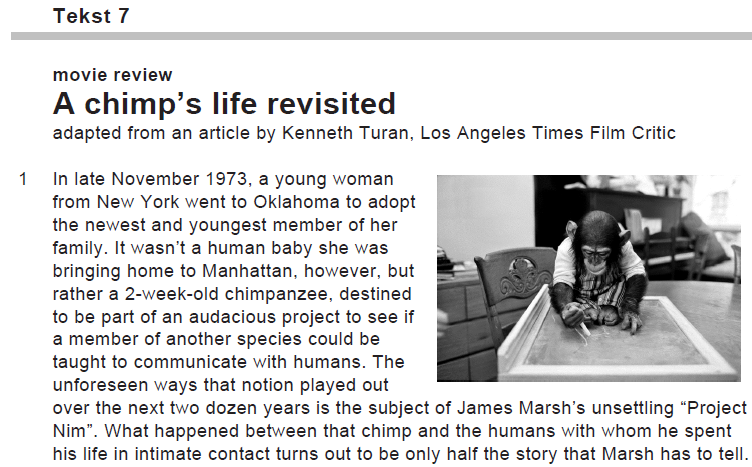 Tekst 7
movie review
A chimp’s life revisited
adapted from an article by Kenneth Turan, Los Angeles Times Film Critic
1 In late November 1973, a young woman
from New York went to Oklahoma to adopt
the newest and youngest member of her
family. It wasn’t a human baby she was
bringing home to Manhattan, however, but
rather a 2-week-old chimpanzee, destined
to be part of an audacious project to see if
a member of another species could be
taught to communicate with humans. The
unforeseen ways that notion played out
over the next two dozen years is the subject of James Marsh’s unsettling “Project
Nim”. What happened between that chimp and the humans with whom he spent
his life in intimate contact turns out to be only half the story that Marsh has to tell.